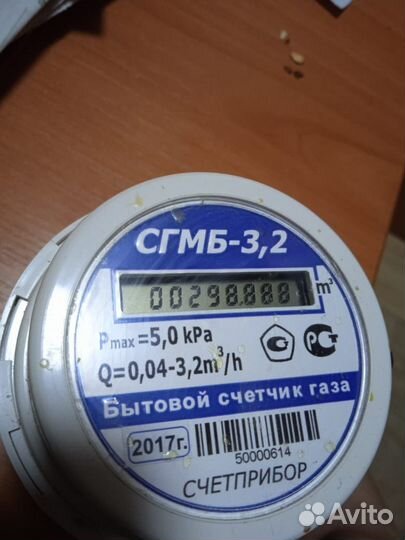 СГМБ-3,2
00298.888 m³
Pmax=5,0 kPa
Q=0,04-3,2m³/h
РСТ
Бытовой счетчик газа
2017г.
50000614
СЧЕТПРИБОР
Avito